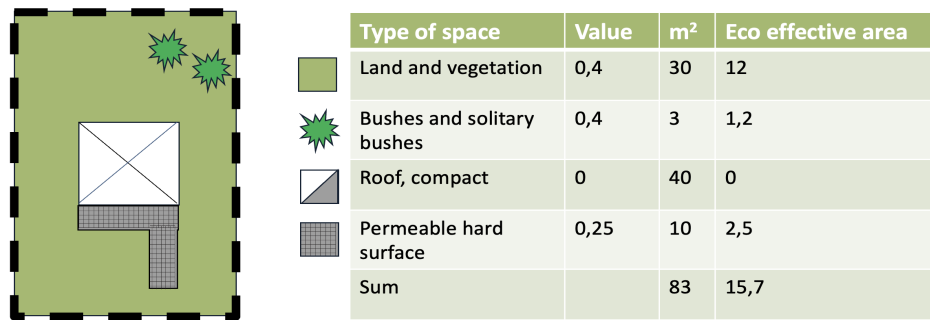 Type of space Value m² Eco effective area
Land and vegetation 0,4 30 12
Bushes and solitary 0,4 3 1,2
bushes
Roof, compact 0 40 0
Permeable hard 0,25 10 2,5
surface
Sum 83 15,7